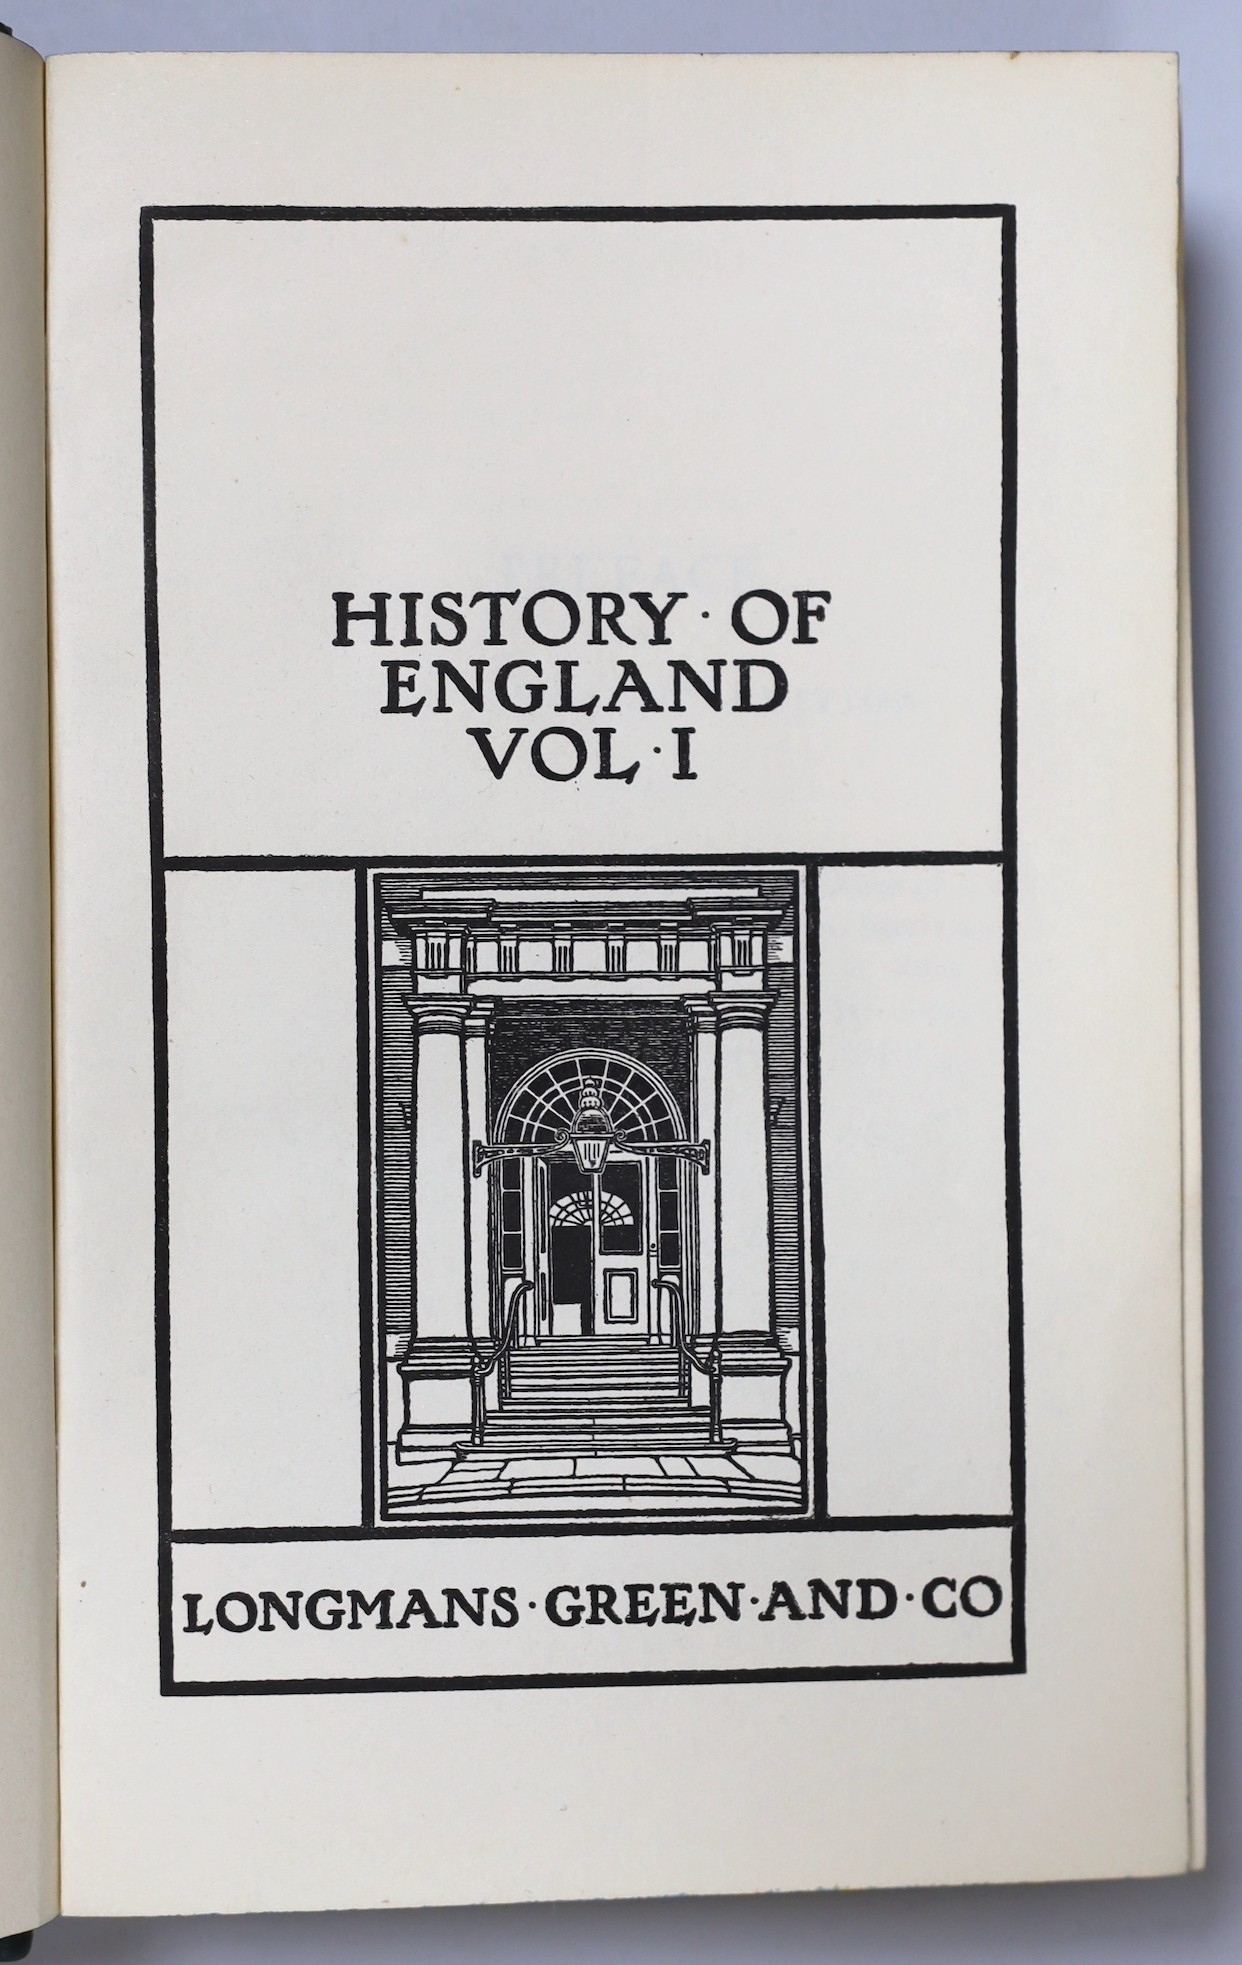 HISTORY · OF
ENGLAND
VOL · I
LONGMANS · GREEN · AND · CO